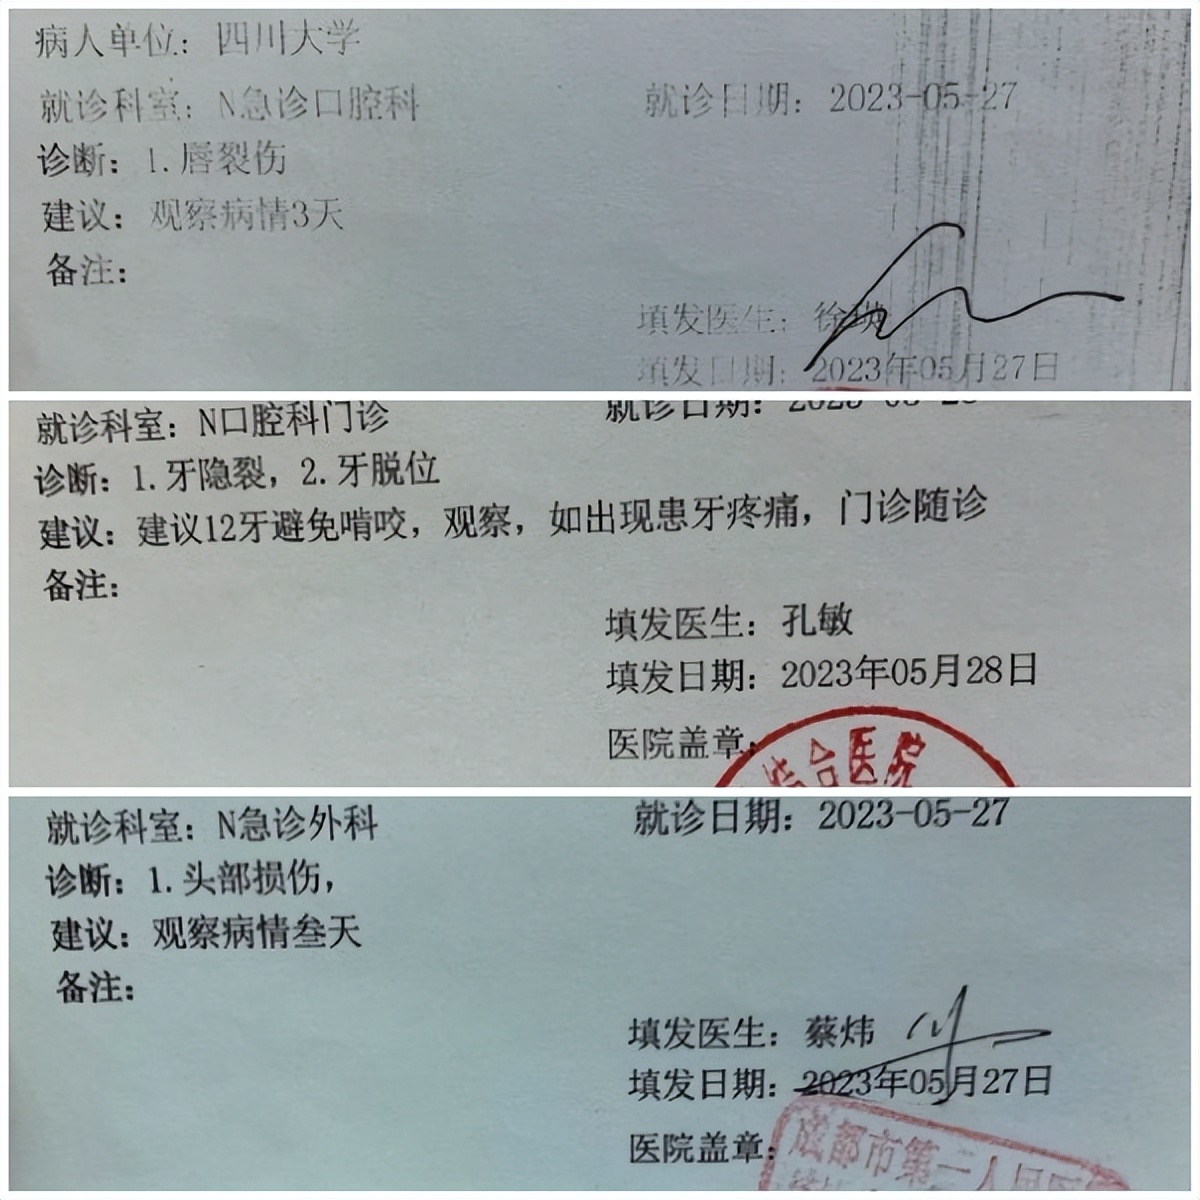 病人单位：四川大学
就诊科室：N急诊口腔科 就诊日期：2023-05-27
诊断：1.唇裂伤
建议：观察病情3天
备注：
填发医生：徐
填发日期：2023年05月27日
就诊科室：N口腔科门诊 就诊日期：
诊断：1.牙隐裂，2.牙脱位
建议：建议12牙避免啃咬，观察，如出现患牙疼痛，门诊随诊
备注：
填发医生：孔敏
填发日期：2023年05月28日
医院盖章：
综合医院
就诊科室：N急诊外科 就诊日期：2023-05-27
诊断：1.头部损伤，
建议：观察病情叁天
备注：
填发医生：蔡炜
填发日期：2023年05月27日
医院盖章：
成都市第二人民医